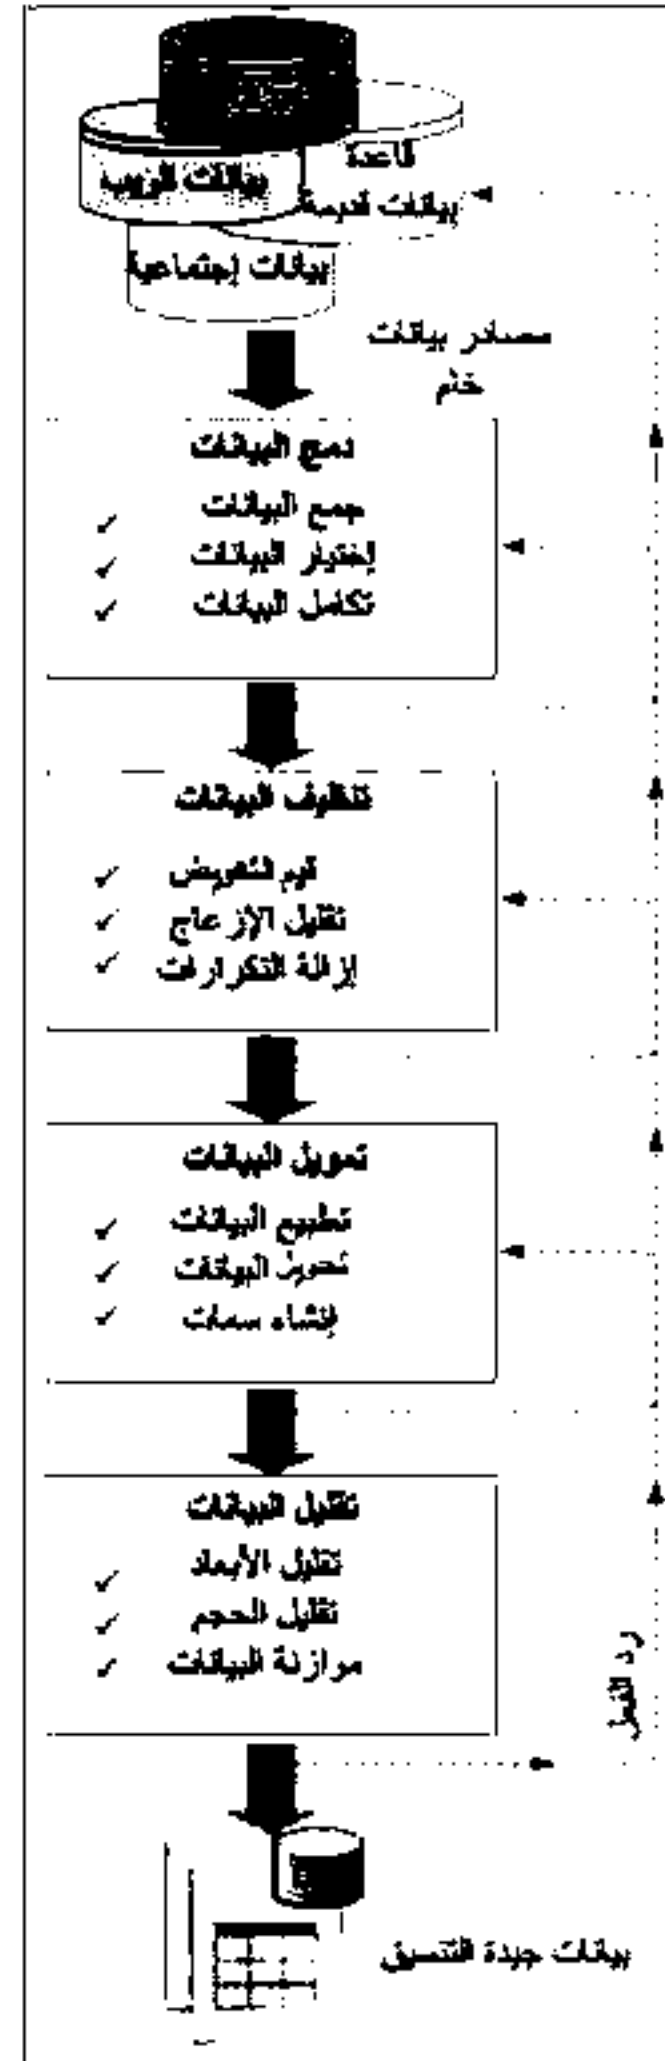 قاعدة
بيانات الويب
بيانات قديمة
بيانات إجتماعية
مصادر بيانات
خام
دمج البيانات
جمع البيانات
إختيار البيانات
تكامل البيانات
تنظيف البيانات
قيم التعويض
تقليل الإزعاج
إزالة التكرارات
تحويل البيانات
تطبيع البيانات
تحويل البيانات
إنشاء سمات
تقليل البيانات
تقليل الأبعاد
تقليل الحجم
موازنة البيانات
رد الفعل
بيانات جيدة التنسيق